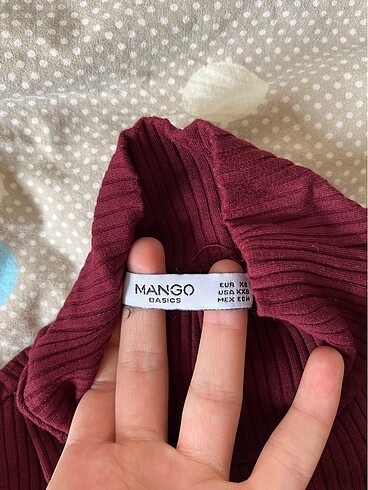 MANGO
BASICS
EUR XS
USA XXS
MEX ECH